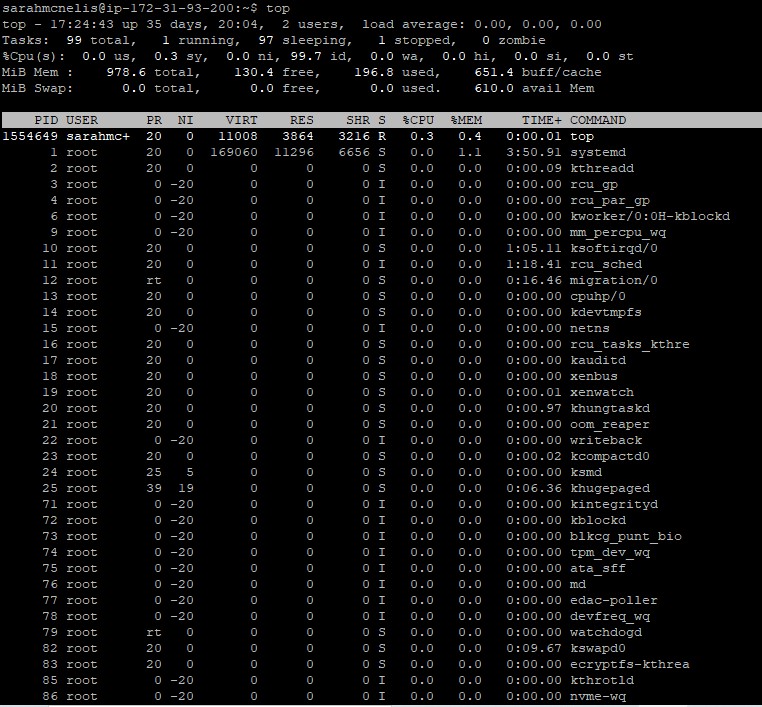 sarahmcnelis@ip-172-31-93-200:~$ top
top - 17:24:43 up 35 days, 20:04,  2 users,  load average: 0.00, 0.00, 0.00
Tasks:  99 total,   1 running,  97 sleeping,   1 stopped,   0 zombie
%Cpu(s):  0.0 us,  0.3 sy,  0.0 ni, 99.7 id,  0.0 wa,  0.0 hi,  0.0 si,  0.0 st
MiB Mem :    978.6 total,    130.4 free,    196.8 used,    651.4 buff/cache
MiB Swap:      0.0 total,      0.0 free,      0.0 used.    610.0 avail Mem
PID USER PR NI VIRT RES SHR S %CPU %MEM TIME+ COMMAND
1554649 sarahmc+ 20 0 11008 3864 3216 R 0.3 0.4 0:00.01 top
1 root 20 0 169060 11296 6656 S 0.0 1.1 3:50.91 systemd
2 root 20 0 0 0 0 S 0.0 0.0 0:00.09 kthreadd
3 root 0 -20 0 0 0 I 0.0 0.0 0:00.00 rcu_gp
4 root 0 -20 0 0 0 I 0.0 0.0 0:00.00 rcu_par_gp
6 root 0 -20 0 0 0 I 0.0 0.0 0:00.00 kworker/0:0H-kblockd
9 root 0 -20 0 0 0 I 0.0 0.0 0:00.00 mm_percpu_wq
10 root 20 0 0 0 0 S 0.0 0.0 1:05.11 ksoftirqd/0
11 root 20 0 0 0 0 I 0.0 0.0 1:18.41 rcu_sched
12 root rt 0 0 0 0 S 0.0 0.0 0:16.46 migration/0
13 root 20 0 0 0 0 S 0.0 0.0 0:00.00 cpuhp/0
14 root 20 0 0 0 0 S 0.0 0.0 0:00.00 kdevtmpfs
15 root 0 -20 0 0 0 I 0.0 0.0 0:00.00 netns
16 root 20 0 0 0 0 S 0.0 0.0 0:00.00 rcu_tasks_kthre
17 root 20 0 0 0 0 S 0.0 0.0 0:00.00 kauditd
18 root 20 0 0 0 0 S 0.0 0.0 0:00.00 xenbus
19 root 20 0 0 0 0 S 0.0 0.0 0:00.01 xenwatch
20 root 20 0 0 0 0 S 0.0 0.0 0:00.97 khungtaskd
21 root 20 0 0 0 0 S 0.0 0.0 0:00.00 oom_reaper
22 root 0 -20 0 0 0 I 0.0 0.0 0:00.00 writeback
23 root 20 0 0 0 0 S 0.0 0.0 0:00.02 kcompactd0
24 root 25 5 0 0 0 S 0.0 0.0 0:00.00 ksmd
25 root 39 19 0 0 0 S 0.0 0.0 0:06.36 khugepaged
71 root 0 -20 0 0 0 I 0.0 0.0 0:00.00 kintegrityd
72 root 0 -20 0 0 0 I 0.0 0.0 0:00.00 kblockd
73 root 0 -20 0 0 0 I 0.0 0.0 0:00.00 blkcg_punt_bio
74 root 0 -20 0 0 0 I 0.0 0.0 0:00.00 tpm_dev_wq
75 root 0 -20 0 0 0 I 0.0 0.0 0:00.00 ata_sff
76 root 0 -20 0 0 0 I 0.0 0.0 0:00.00 md
77 root 0 -20 0 0 0 I 0.0 0.0 0:00.00 edac-poller
78 root 0 -20 0 0 0 I 0.0 0.0 0:00.00 devfreq_wq
79 root rt 0 0 0 0 S 0.0 0.0 0:00.00 watchdogd
82 root 20 0 0 0 0 S 0.0 0.0 0:09.67 kswapd0
83 root 20 0 0 0 0 S 0.0 0.0 0:00.00 ecryptfs-kthrea
85 root 0 -20 0 0 0 I 0.0 0.0 0:00.00 kthrotld
86 root 0 -20 0 0 0 I 0.0 0.0 0:00.00 nvme-wq